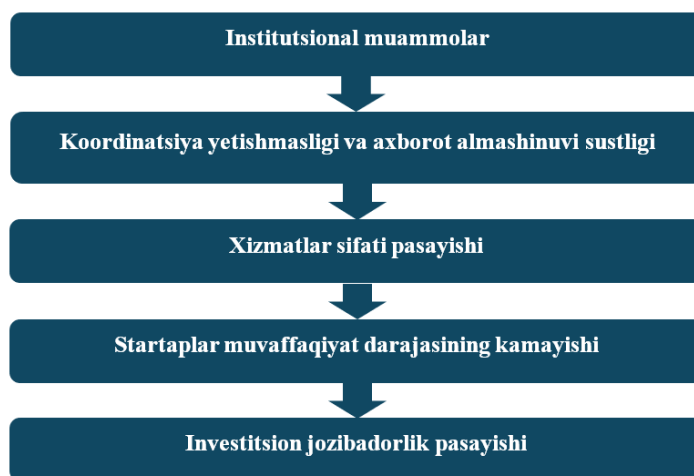 Institutsional muammolar
Koordinatsiya yetishmasligi va axborot almashinuvi sustligi
Xizmatlar sifati pasayishi
Startaplar muvaffaqiyat darajasining kamayishi
Investitsion jozibadorlik pasayishi